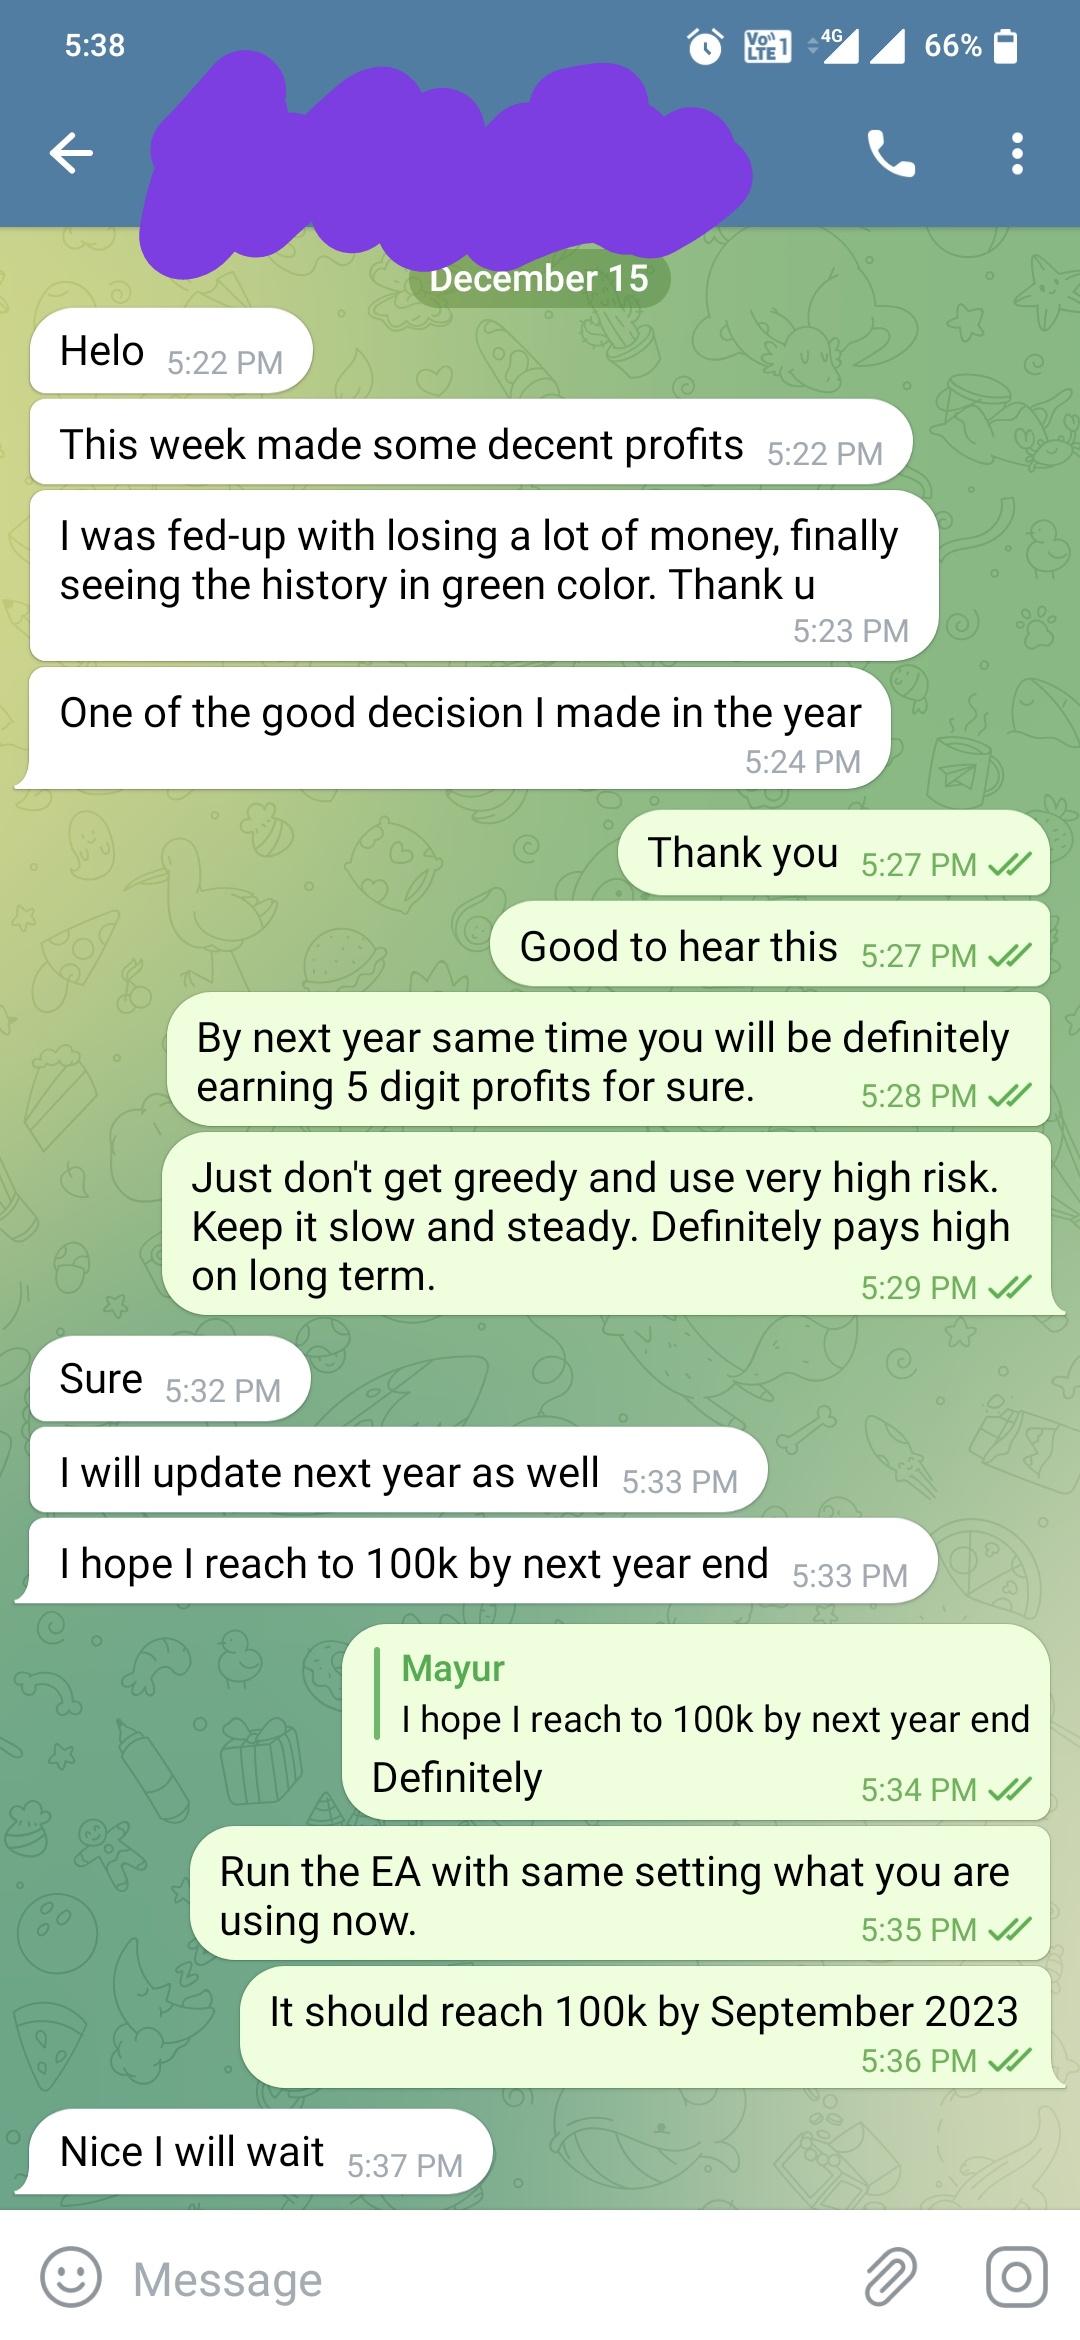 5:38
Vo)) LTE 1
4G
66%
December 15
Helo 5:22 PM
This week made some decent profits 5:22 PM
I was fed-up with losing a lot of money, finally
seeing the history in green color. Thank u
5:23 PM
One of the good decision I made in the year
5:24 PM
Thank you 5:27 PM
Good to hear this 5:27 PM
By next year same time you will be definitely
earning 5 digit profits for sure. 5:28 PM
Just don't get greedy and use very high risk.
Keep it slow and steady. Definitely pays high
on long term. 5:29 PM
Sure 5:32 PM
I will update next year as well 5:33 PM
I hope I reach to 100k by next year end 5:33 PM
Mayur
I hope I reach to 100k by next year end
Definitely 5:34 PM
Run the EA with same setting what you are
using now. 5:35 PM
It should reach 100k by September 2023
5:36 PM
Nice I will wait 5:37 PM
Message